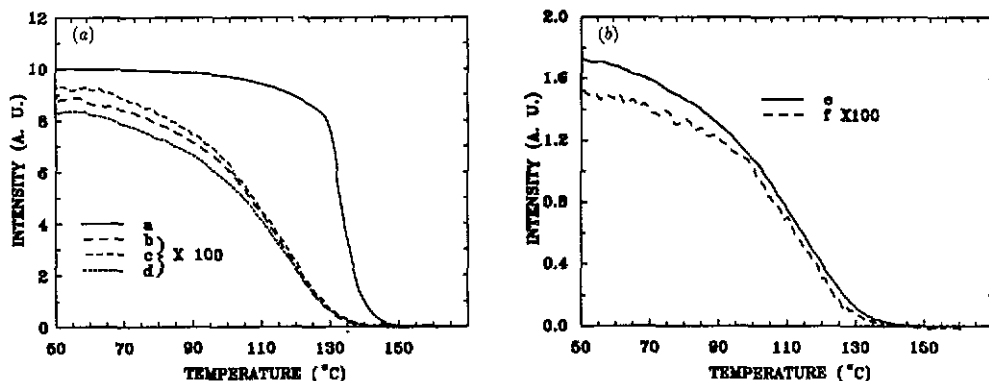 (a)
INTENSITY (A. U.)
12
10
8
6
4
2
0
a
b
c } X 100
d
50 70 90 110 130 150
TEMPERATURE (°C)
(b)
INTENSITY (A. U.)
2.0
1.6
1.2
0.8
0.4
0.0
e
f X100
50 70 90 110 130 150
TEMPERATURE (°C)